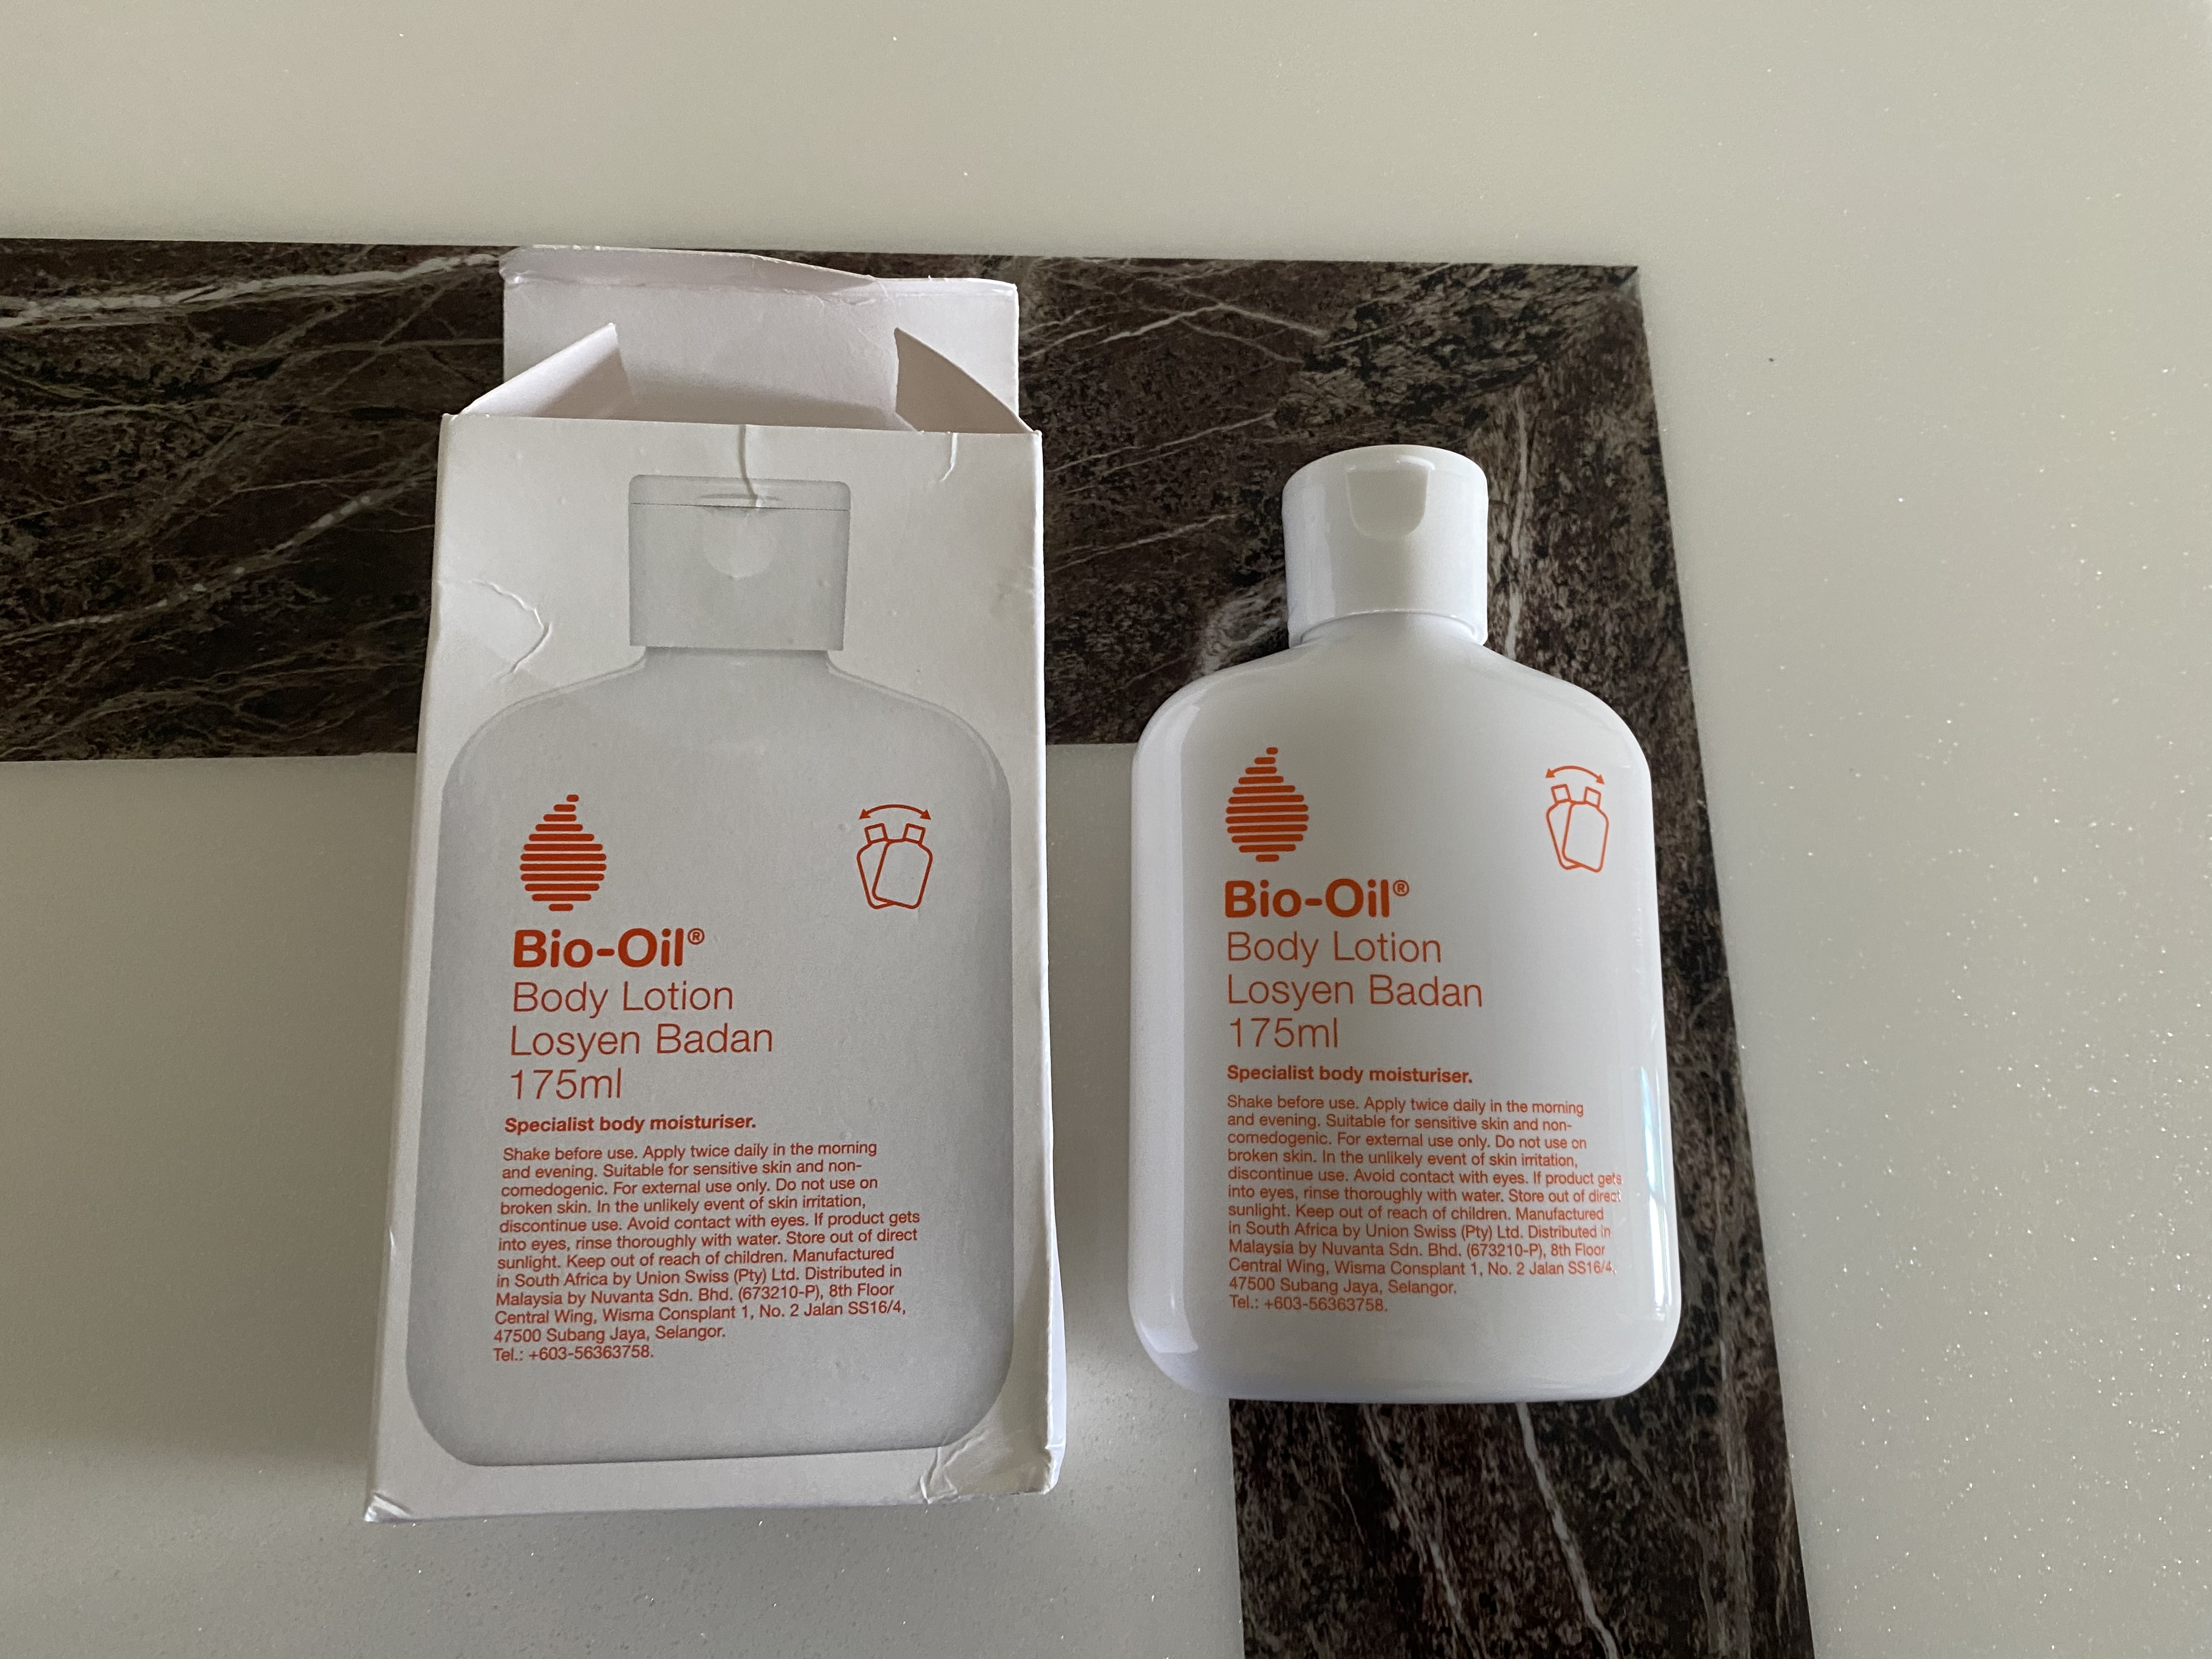 Bio-Oil®
Body Lotion
Losyen Badan
175ml
Specialist body moisturiser.
Shake before use. Apply twice daily in the morning
and evening. Suitable for sensitive skin and non-
comedogenic. For external use only. Do not use on
broken skin. In the unlikely event of skin irritation,
discontinue use. Avoid contact with eyes. If product gets
into eyes, rinse thoroughly with water. Store out of direct
sunlight. Keep out of reach of children. Manufactured
in South Africa by Union Swiss (Pty) Ltd. Distributed in
Malaysia by Nuvanta Sdn. Bhd. (673210-P), 8th Floor
Central Wing, Wisma Consplant 1, No. 2 Jalan SS16/4,
47500 Subang Jaya, Selangor.
Tel.: +603-56363758.
Bio-Oil®
Body Lotion
Losyen Badan
175ml
Specialist body moisturiser.
Shake before use. Apply twice daily in the morning
and evening. Suitable for sensitive skin and non-
comedogenic. For external use only. Do not use on
broken skin. In the unlikely event of skin irritation,
discontinue use. Avoid contact with eyes. If product gets
into eyes, rinse thoroughly with water. Store out of direct
sunlight. Keep out of reach of children. Manufactured
in South Africa by Union Swiss (Pty) Ltd. Distributed in
Malaysia by Nuvanta Sdn. Bhd. (673210-P), 8th Floor
Central Wing, Wisma Consplant 1, No. 2 Jalan SS16/4,
47500 Subang Jaya, Selangor.
Tel.: +603-56363758.